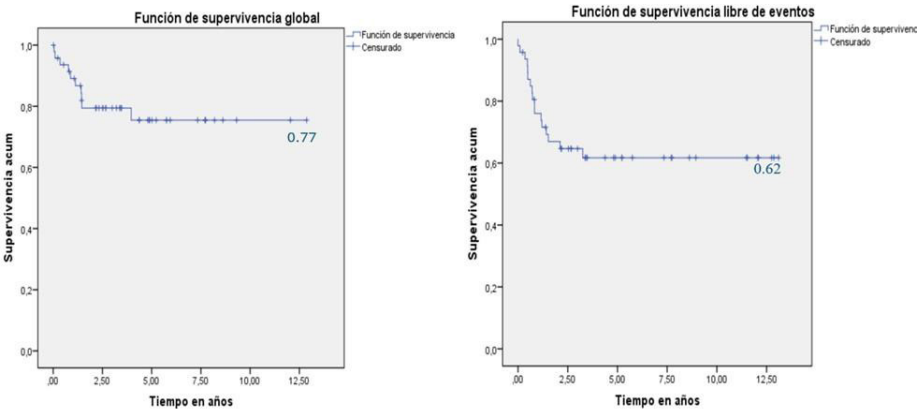 Función de supervivencia global
Función de supervivencia
Censurado
Supervivencia acum
1,0
0,8
0,6
0,4
0,2
0,0
0.77
,00
2,50
5,00
7,50
10,00
12,50
Tiempo en años
Función de supervivencia libre de eventos
Función de supervivenc
Censurado
Supervivencia acum
1,0
0,8
0,6
0,4
0,2
0,0
0.62
,00
2,50
5,00
7,50
10,00
12,50
Tiempo en años